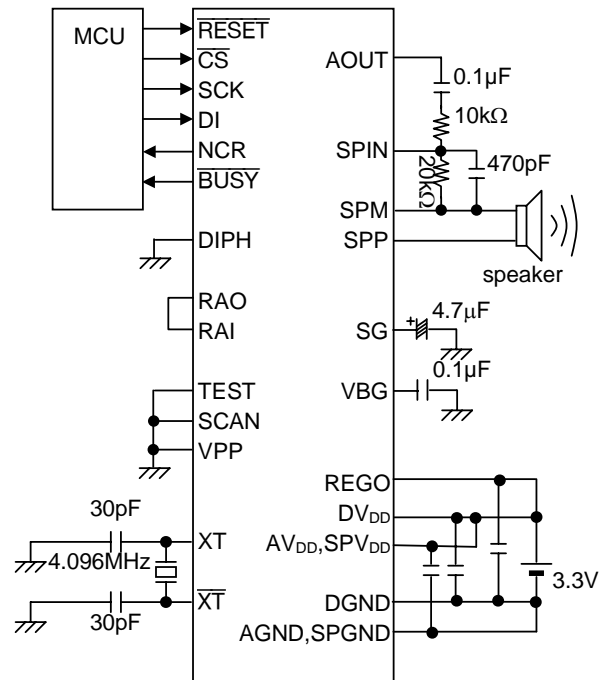 MCU
RESET
CS
SCK
DI
NCR
BUSY
DIPH
RAO
RAI
TEST
SCAN
VPP
30pF
XT
4.096MHz
XT
30pF
AOUT
0.1µF
10kΩ
SPIN
20kΩ
470pF
SPM
SPP
speaker
SG
+
4.7µF
VBG
0.1µF
REGO
DVDD
AVDD,SPVDD
3.3V
DGND
AGND,SPGND